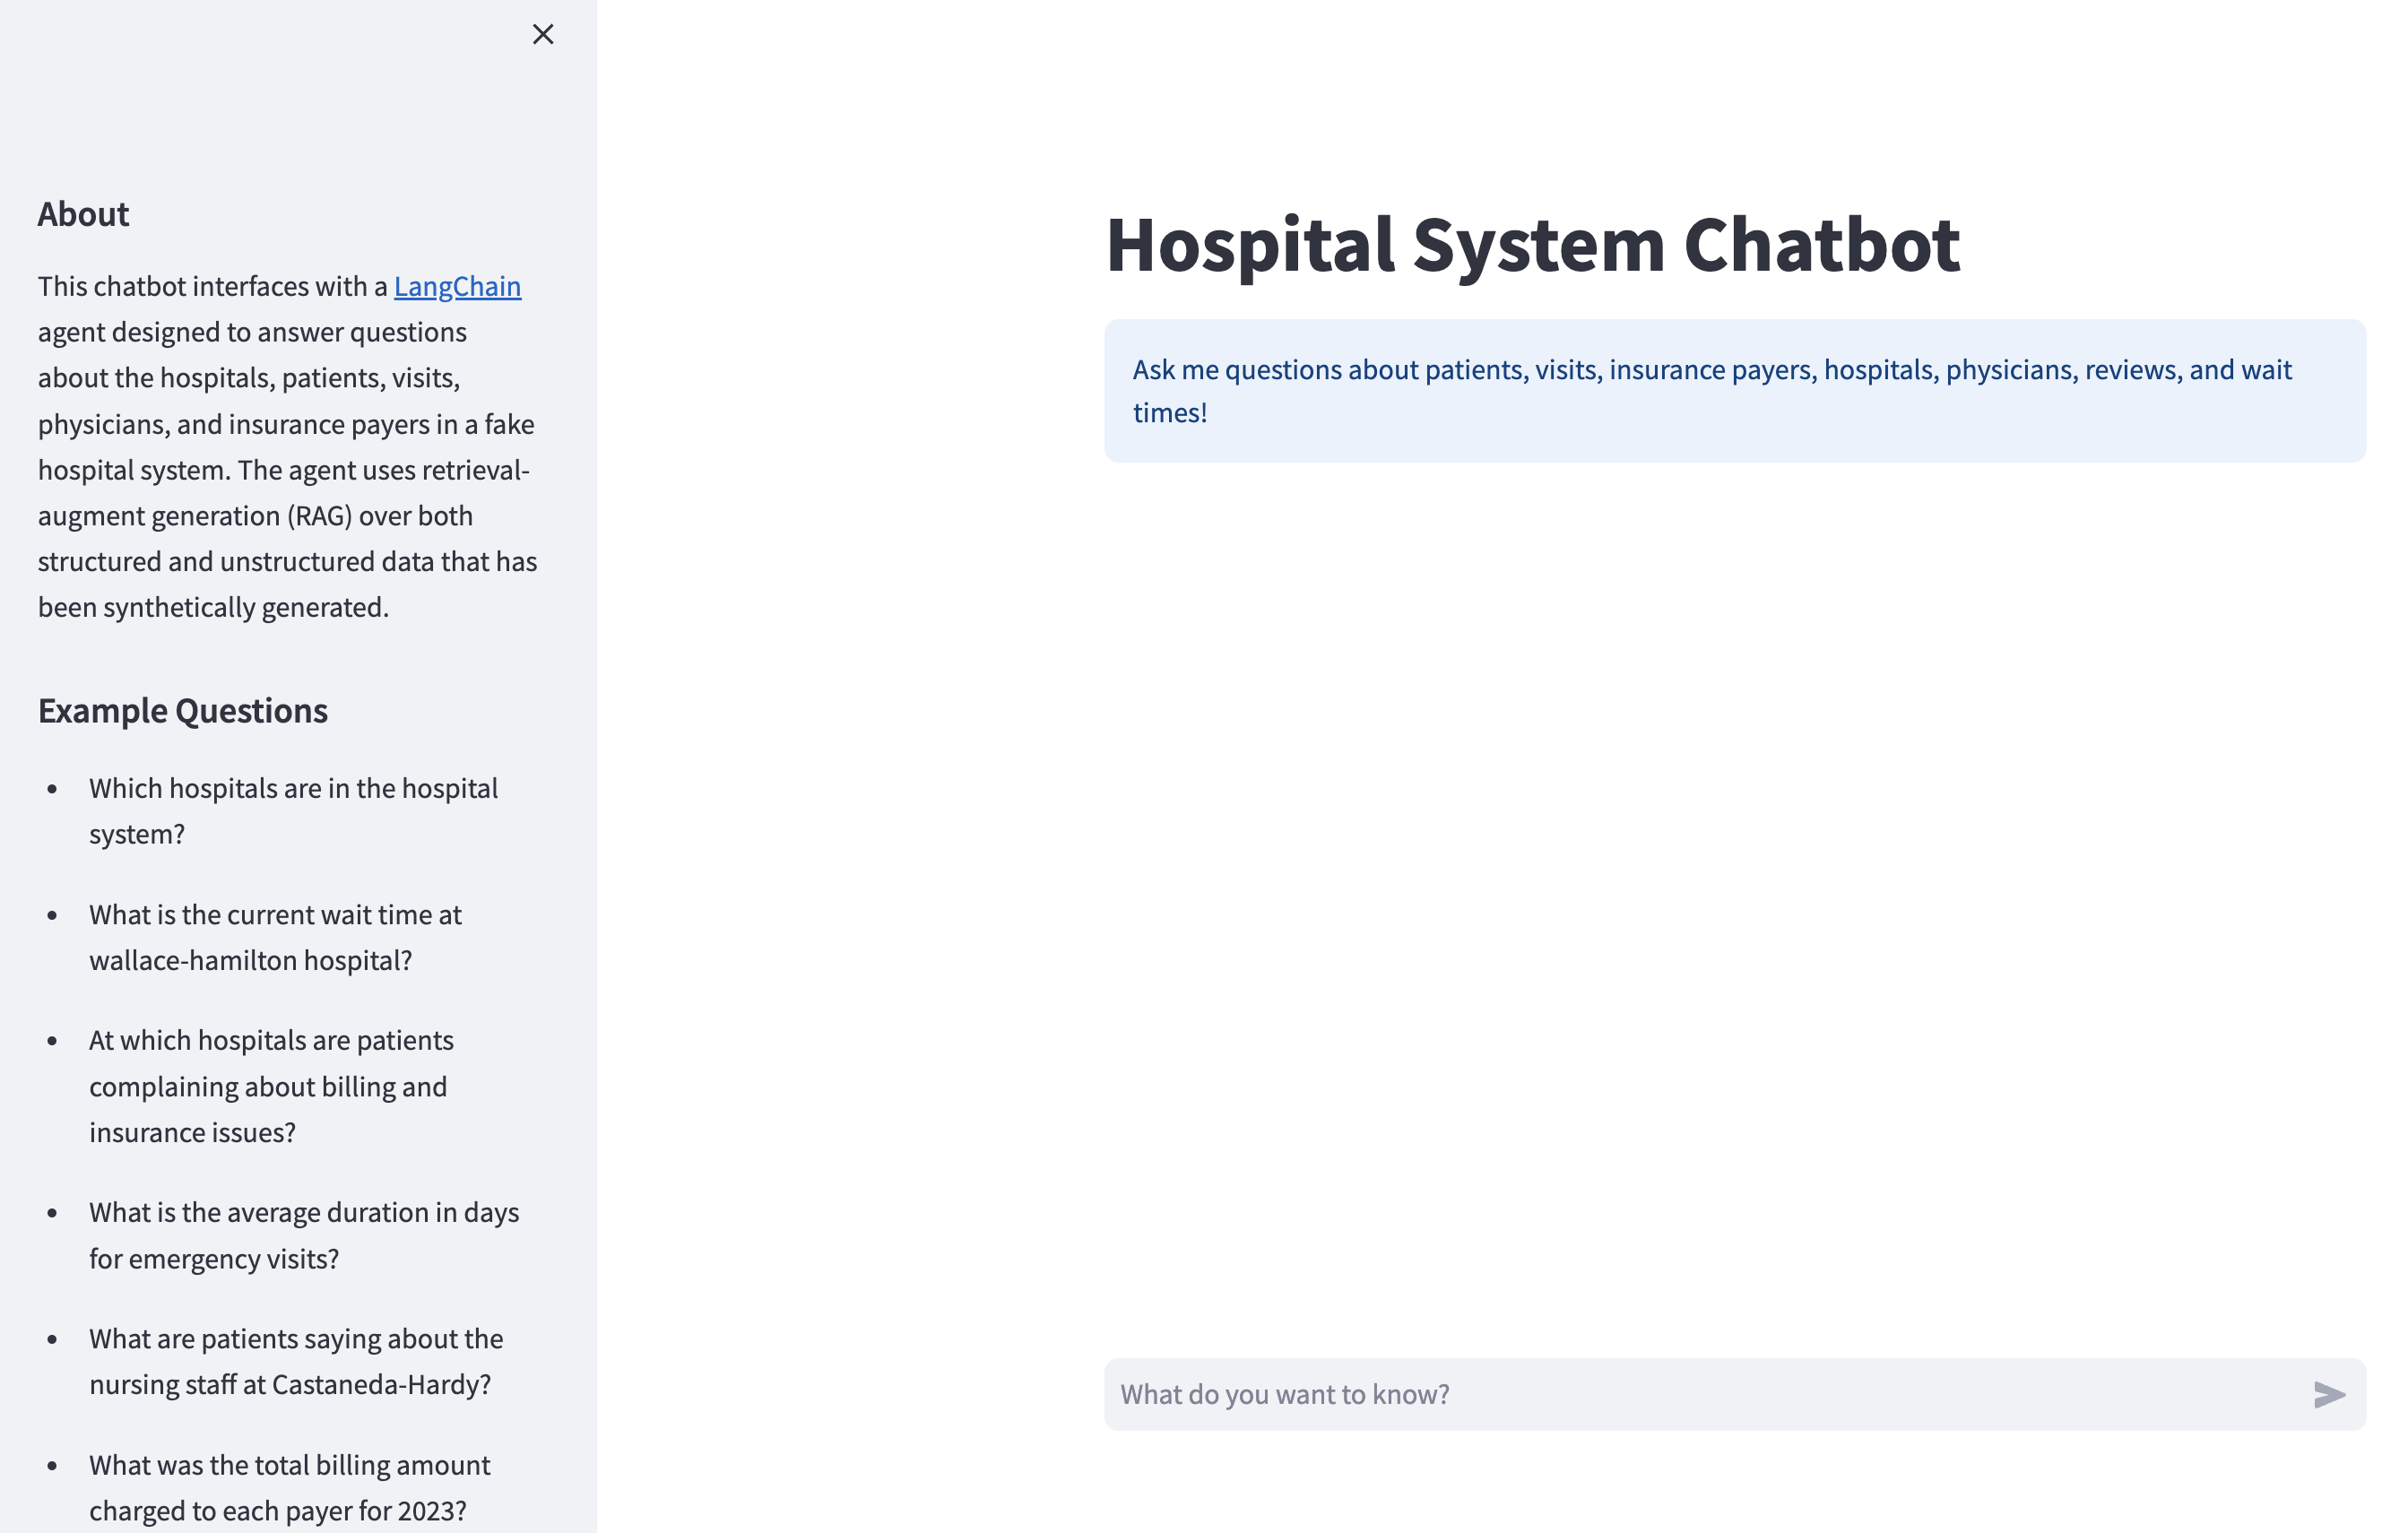 About
This chatbot interfaces with a LangChain
agent designed to answer questions
about the hospitals, patients, visits,
physicians, and insurance payers in a fake
hospital system. The agent uses retrieval-
augment generation (RAG) over both
structured and unstructured data that has
been synthetically generated.
Example Questions
• Which hospitals are in the hospital
system?
• What is the current wait time at
wallace-hamilton hospital?
• At which hospitals are patients
complaining about billing and
insurance issues?
• What is the average duration in days
for emergency visits?
• What are patients saying about the
nursing staff at Castaneda-Hardy?
• What was the total billing amount
charged to each payer for 2023?
Hospital System Chatbot
Ask me questions about patients, visits, insurance payers, hospitals, physicians, reviews, and wait
times!
What do you want to know?